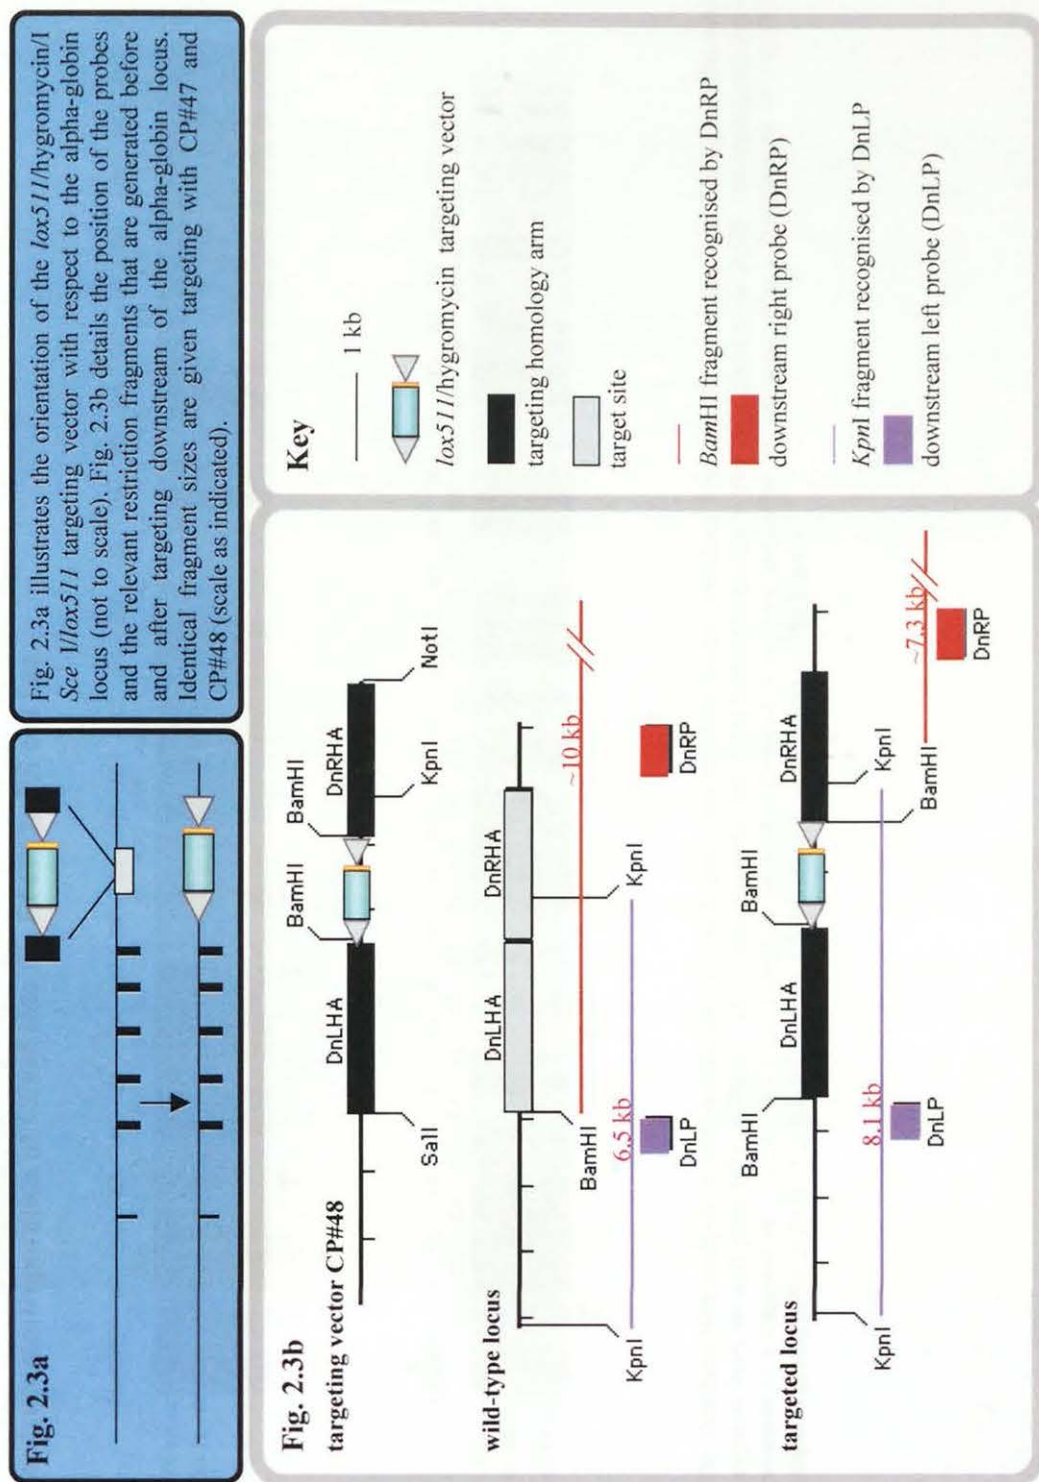 Fig. 2.3a
Fig. 2.3a illustrates the orientation of the lox511/hygromycin/I
Sce I/lox511 targeting vector with respect to the alpha-globin
locus (not to scale). Fig. 2.3b details the position of the probes
and the relevant restriction fragments that are generated before
and after targeting downstream of the alpha-globin locus.
Identical fragment sizes are given targeting with CP#47 and
CP#48 (scale as indicated).
Fig. 2.3b
targeting vector CP#48
BamHI
BamHI
DnLHA
DnRHA
SalI
KpnI
NotI
wild-type locus
DnLHA
DnRHA
~10 kb
BamHI
KpnI
6.5 kb
KpnI
DnLP
DnRP
targeted locus
BamHI
BamHI
DnLHA
DnRHA
KpnI
KpnI
BamHI
8.1 kb
~7.3 kb
DnLP
DnRP
Key
1 kb
lox511/hygromycin targeting vector
targeting homology arm
target site
BamHI fragment recognised by DnRP
downstream right probe (DnRP)
KpnI fragment recognised by DnLP
downstream left probe (DnLP)